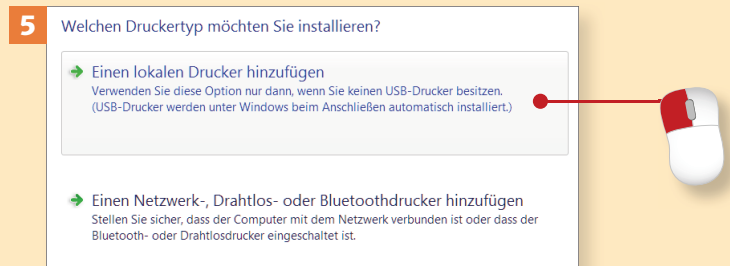 5
Welchen Druckertyp möchten Sie installieren?
Einen lokalen Drucker hinzufügen
Verwenden Sie diese Option nur dann, wenn Sie keinen USB-Drucker besitzen.
(USB-Drucker werden unter Windows beim Anschließen automatisch installiert.)
Einen Netzwerk-, Drahtlos- oder Bluetoothdrucker hinzufügen
Stellen Sie sicher, dass der Computer mit dem Netzwerk verbunden ist oder dass der
Bluetooth- oder Drahtlosdrucker eingeschaltet ist.